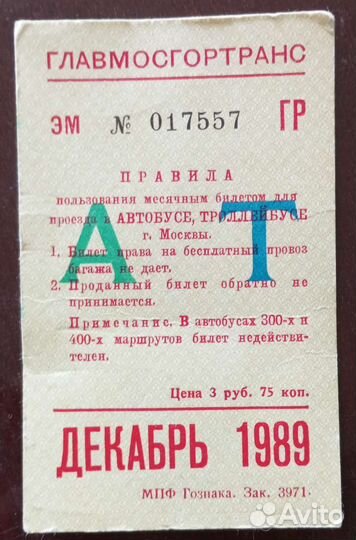 ГЛАВМОСГОРТРАНС
ЭМ № 017557 ГР
ПРАВИЛА
пользования месячным билетом для
проезда в АВТОБУСЕ, ТРОЛЛЕЙБУСЕ
г. Москвы.
А Т
1. Билет права на бесплатный провоз
багажа не дает.
2. Проданный билет обратно не
принимается.
Примечание. В автобусах 300-х и
400-х маршрутов билет недействи-
телен.
Цена 3 руб. 75 коп.
ДЕКАБРЬ 1989
МПФ Гознака. Зак. 3971.
Avito